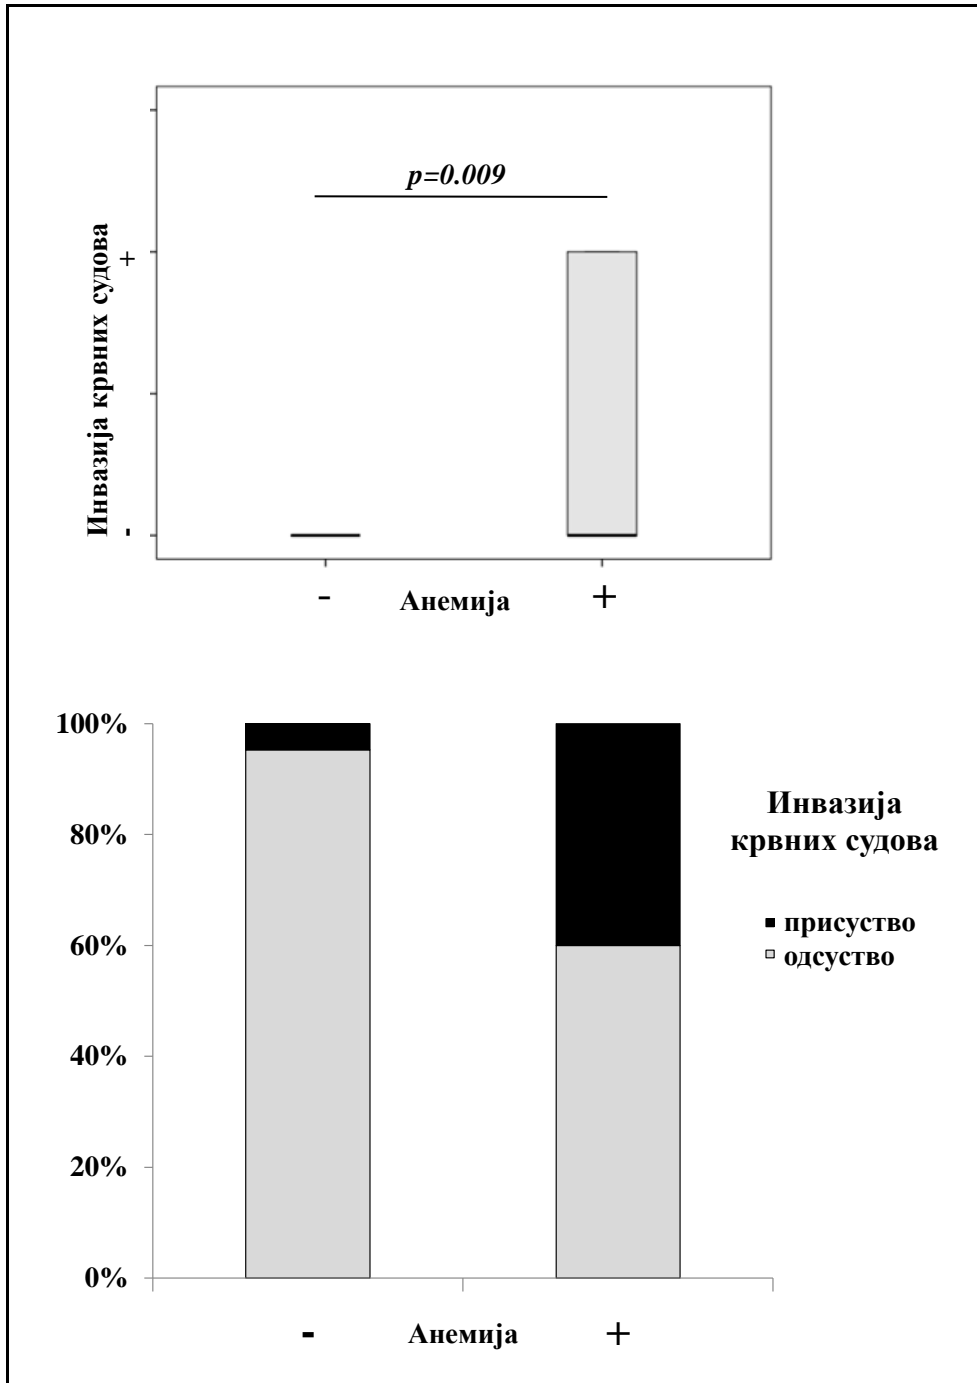 p=0.009
Инвазија крвних судова
+
-
- Анемија +
100%
80%
60%
40%
20%
0%
Инвазија
крвних судова
присуство
одсуство
- Анемија +